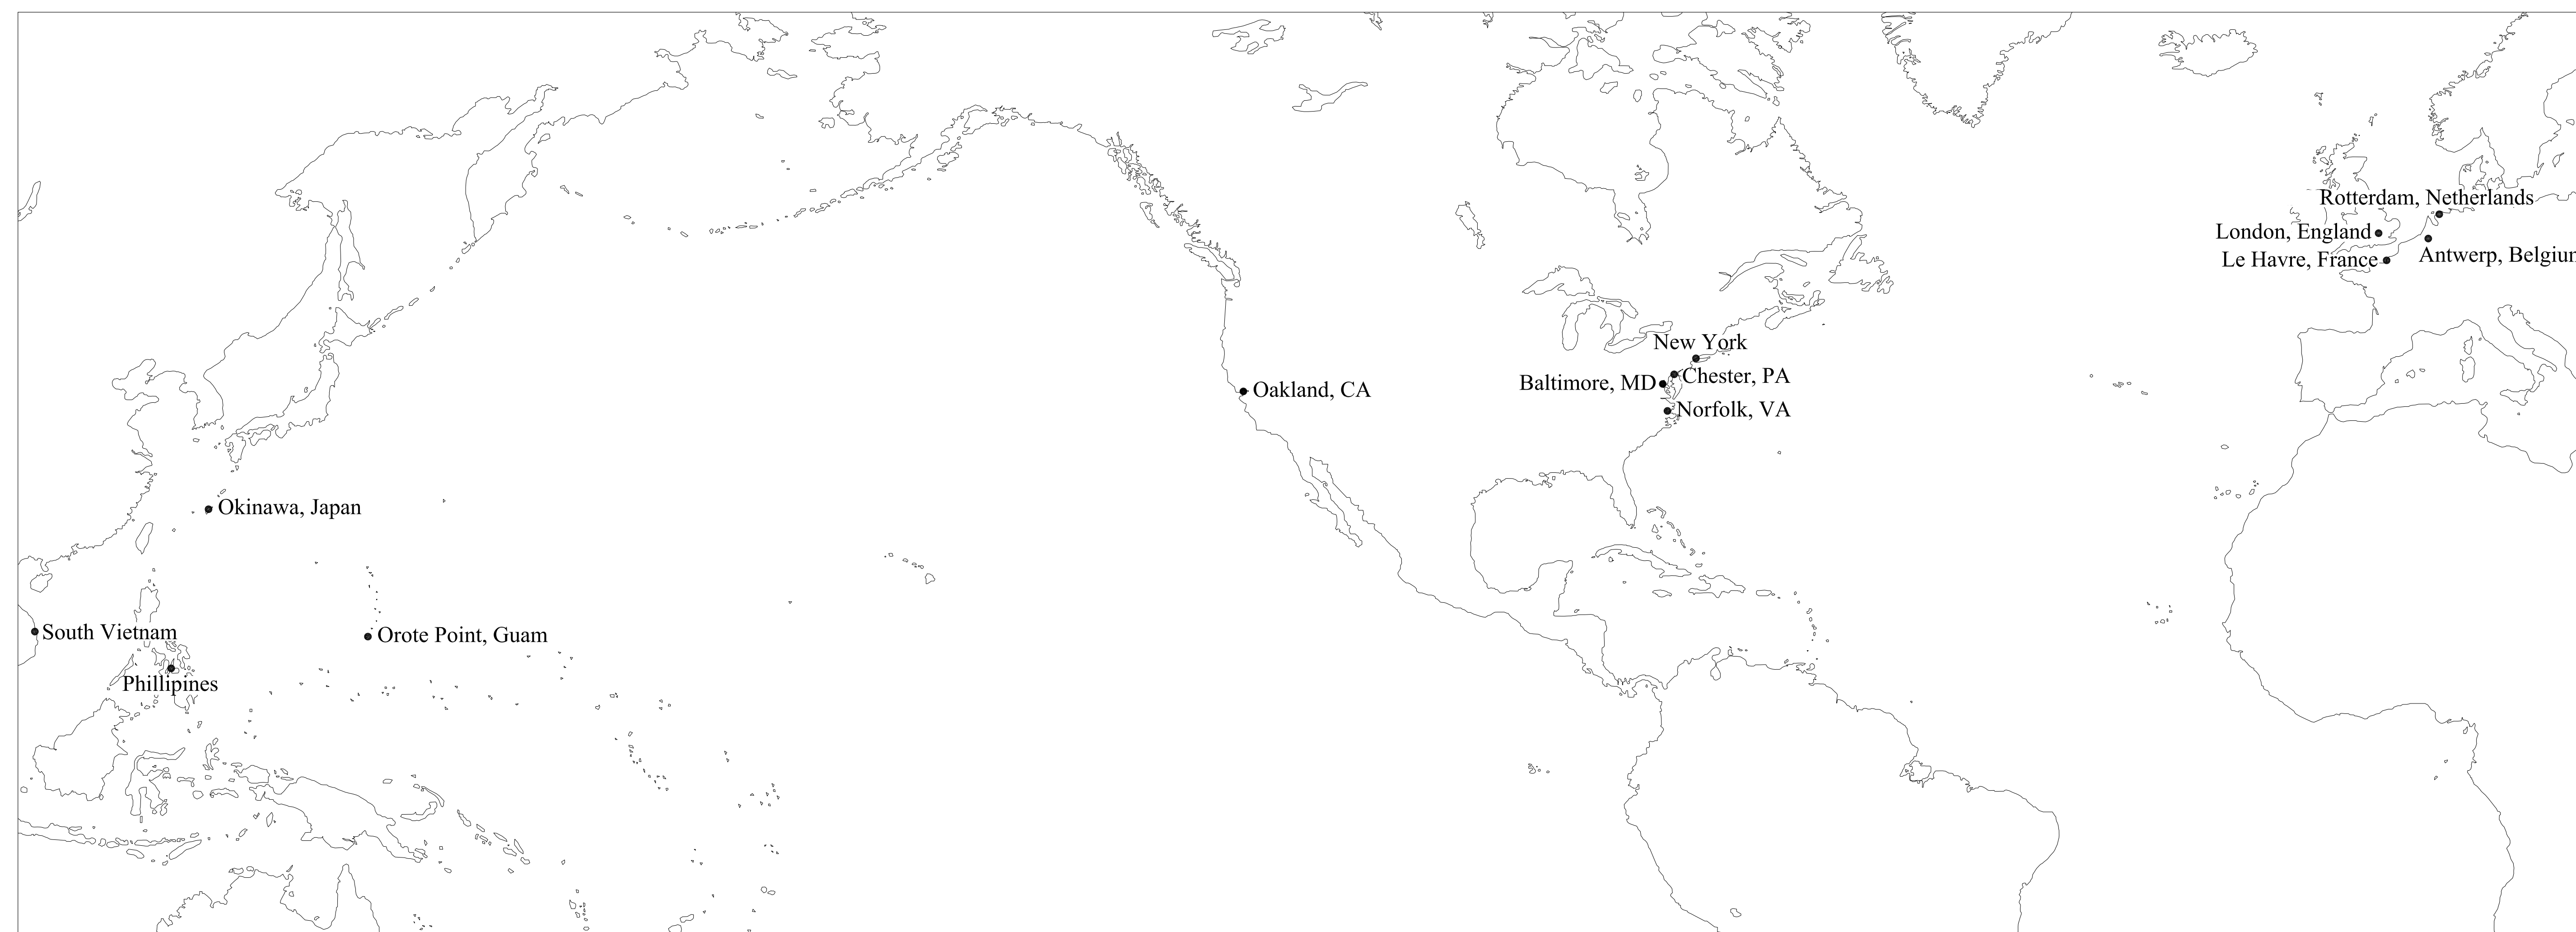 Rotterdam, Netherlands
London, England
Antwerp, Belgium
Le Havre, France
New York
Chester, PA
Baltimore, MD
Oakland, CA
Norfolk, VA
Okinawa, Japan
South Vietnam
Orote Point, Guam
Phillipines